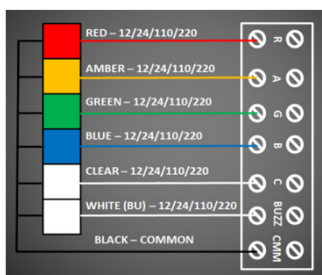 RED – 12/24/110/220
R
AMBER – 12/24/110/220
A
GREEN – 12/24/110/220
G
BLUE – 12/24/110/220
B
CLEAR – 12/24/110/220
C
WHITE (BU) – 12/24/110/220
BUZZ
BLACK – COMMON
CMM